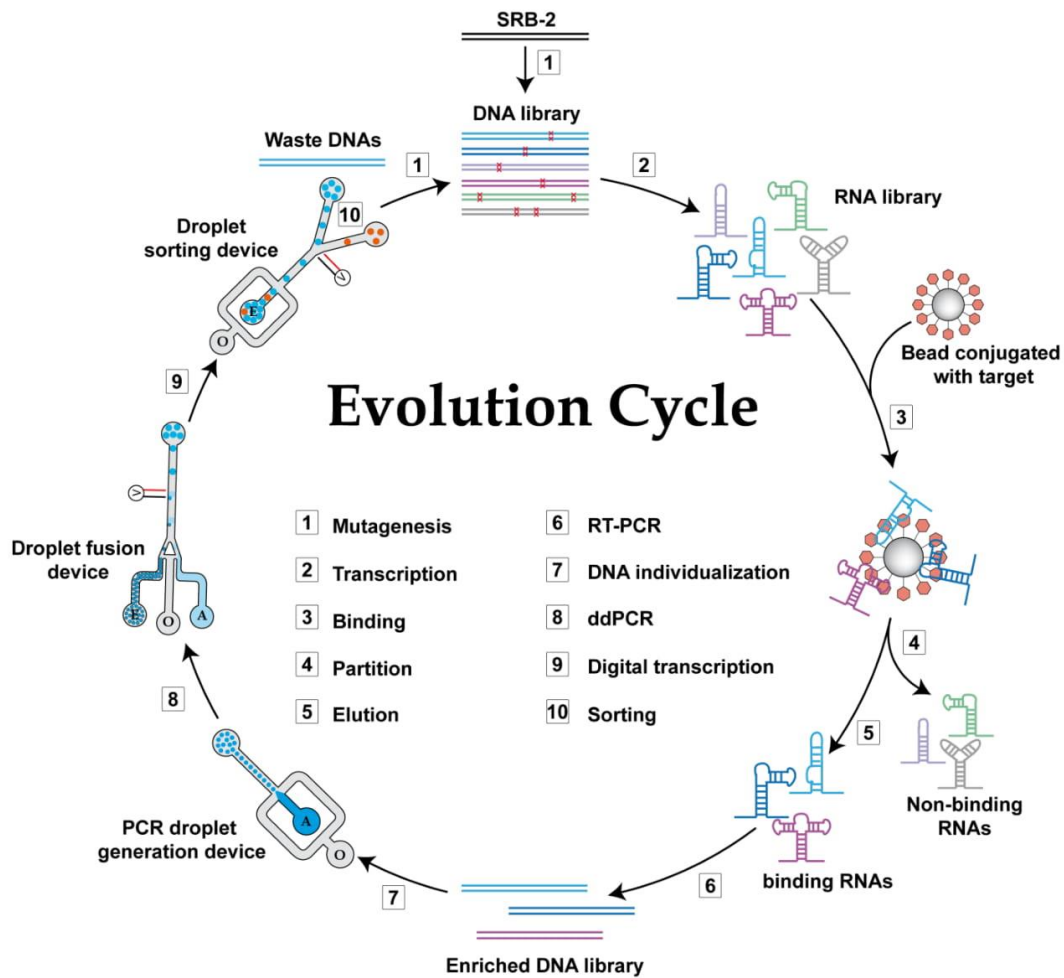 SRB-2
1
DNA library
Waste DNAs
1
2
10
RNA library
Droplet
sorting device
V
E
O
Bead conjugated
with target
9
Evolution Cycle
3
V
1 Mutagenesis
2 Transcription
3 Binding
4 Partition
5 Elution
6 RT-PCR
7 DNA individualization
8 ddPCR
9 Digital transcription
10 Sorting
Droplet fusion
device
E
O
A
4
8
5
Non-binding
RNAs
A
PCR droplet
generation device
O
binding RNAs
7
6
Enriched DNA library